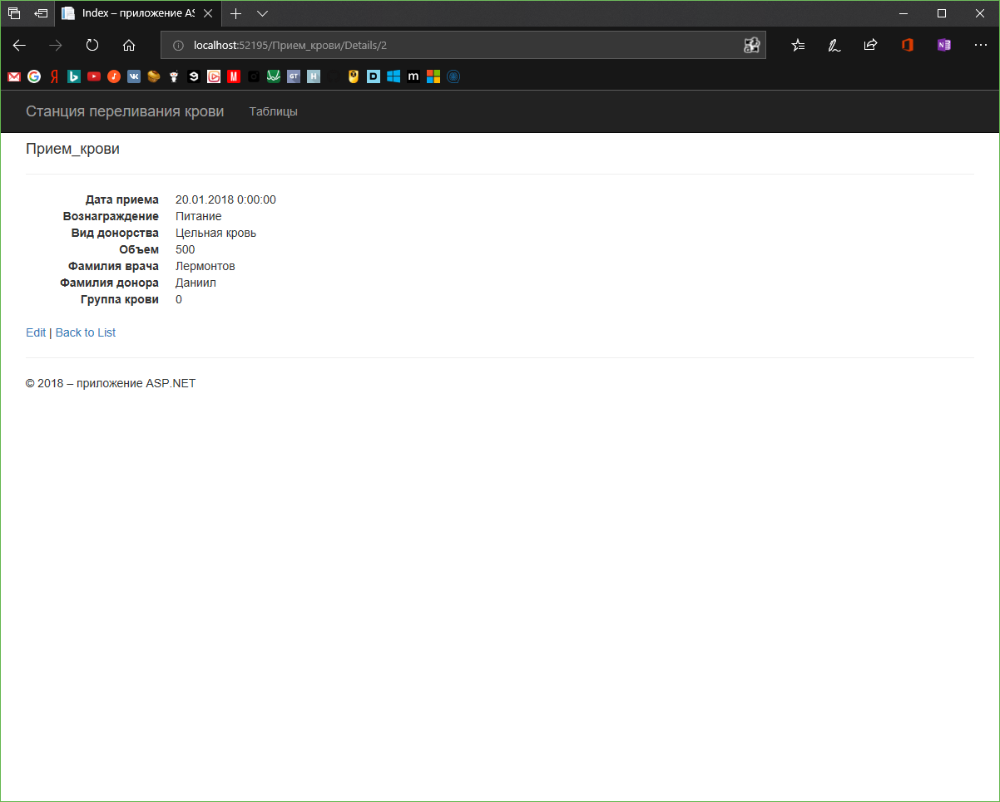 Index – приложение AS
localhost:52195/Прием_крови/Details/2
Станция переливания крови Таблицы
Прием_крови
Дата приема 20.01.2018 0:00:00
Вознаграждение Питание
Вид донорства Цельная кровь
Объем 500
Фамилия врача Лермонтов
Фамилия донора Даниил
Группа крови 0
Edit | Back to List
© 2018 – приложение ASP.NET